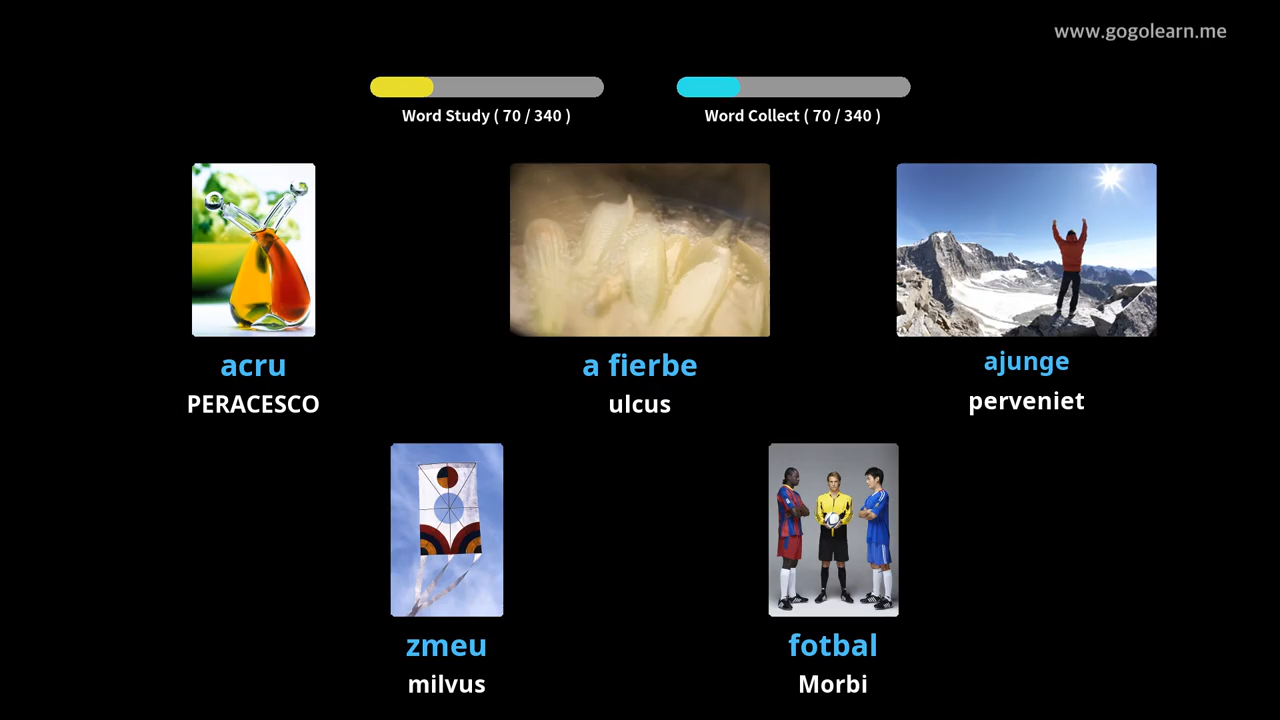 www.gogolearn.me
Word Study ( 70 / 340 )
Word Collect ( 70 / 340 )
acru
PERACESCO
a fierbe
ulcus
ajunge
perveniet
zmeu
milvus
fotbal
Morbi